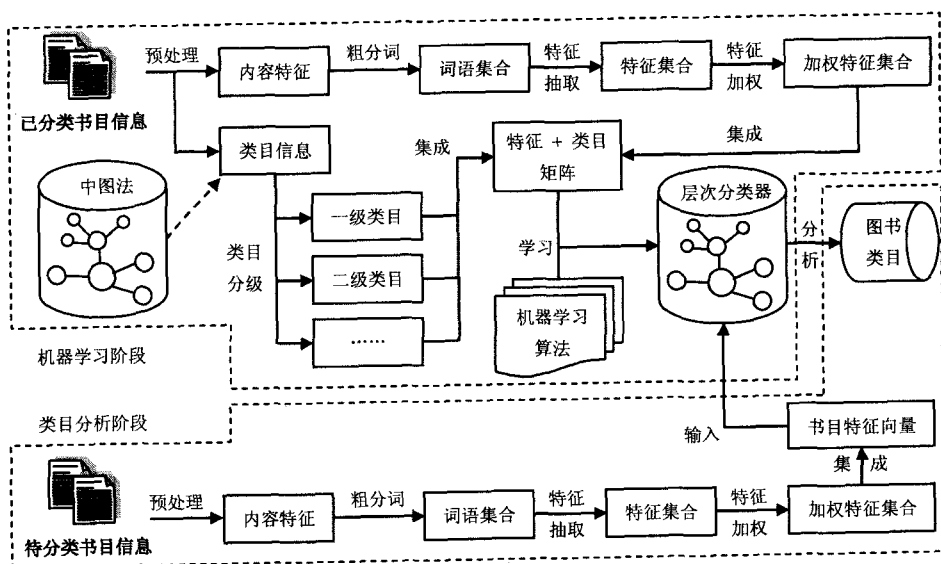 预处理
内容特征
粗分词
词语集合
特征
抽取
特征集合
特征
加权
加权特征集合
已分类书目信息
类目信息
集成
特征 + 类目
矩阵
集成
中图法
一级类目
层次分类器
分
析
图书
类目
类目
分级
学习
二级类目
……
机器学习
算法
机器学习阶段
类目分析阶段
输入
书目特征向量
集 成
预处理
内容特征
粗分词
词语集合
特征
抽取
特征集合
特征
加权
加权特征集合
待分类书目信息